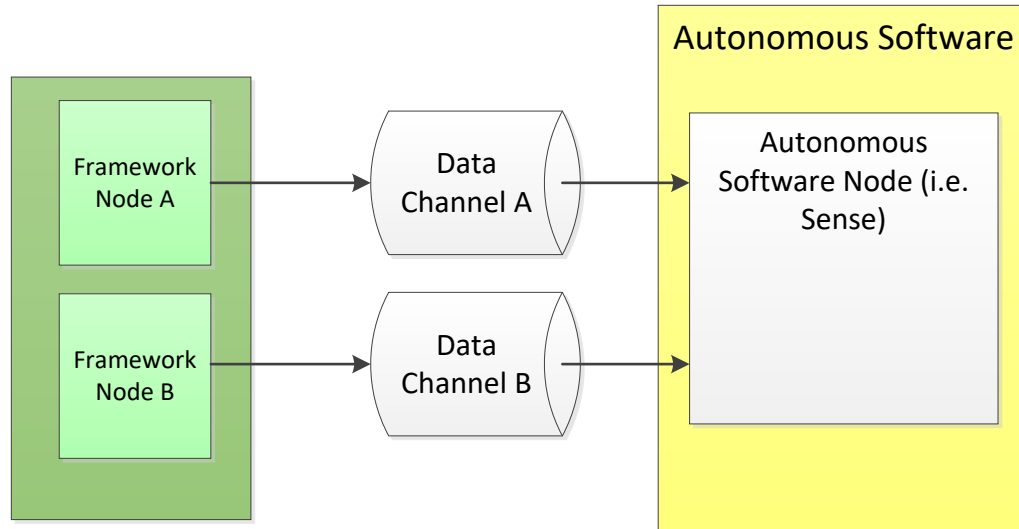 Autonomous Software
Framework
Node A
Data
Channel A
Autonomous
Software Node (i.e.
Sense)
Framework
Node B
Data
Channel B